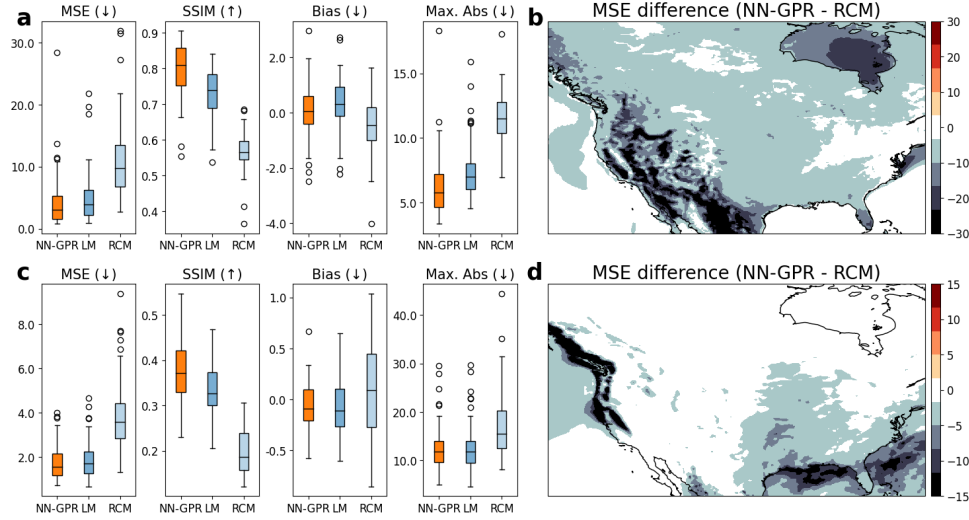 a
MSE (↓)
30.0
20.0
10.0
0.0
NN-GPR LM RCM
SSIM (↑)
0.9
0.8
0.7
0.6
0.5
0.4
NN-GPR LM RCM
Bias (↓)
2.0
0.0
-2.0
-4.0
NN-GPR LM RCM
Max. Abs (↓)
15.0
10.0
5.0
NN-GPR LM RCM
b
MSE difference (NN-GPR - RCM)
30
20
10
0
−10
−20
−30
c
MSE (↓)
8.0
6.0
4.0
2.0
NN-GPR LM RCM
SSIM (↑)
0.5
0.4
0.3
0.2
NN-GPR LM RCM
Bias (↓)
1.0
0.5
0.0
-0.5
NN-GPR LM RCM
Max. Abs (↓)
40.0
30.0
20.0
10.0
NN-GPR LM RCM
d
MSE difference (NN-GPR - RCM)
15
10
5
0
−5
−10
−15